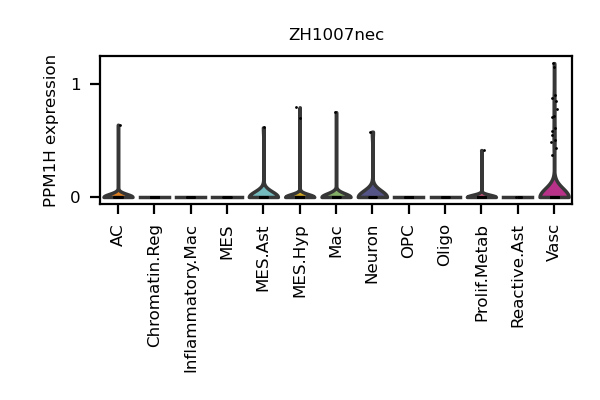 ZH1007nec
PPM1H expression
1
0
AC
Chromatin.Reg
Inflammatory.Mac
MES
MES.Ast
MES.Hyp
Mac
Neuron
OPC
Oligo
Prolif.Metab
Reactive.Ast
Vasc